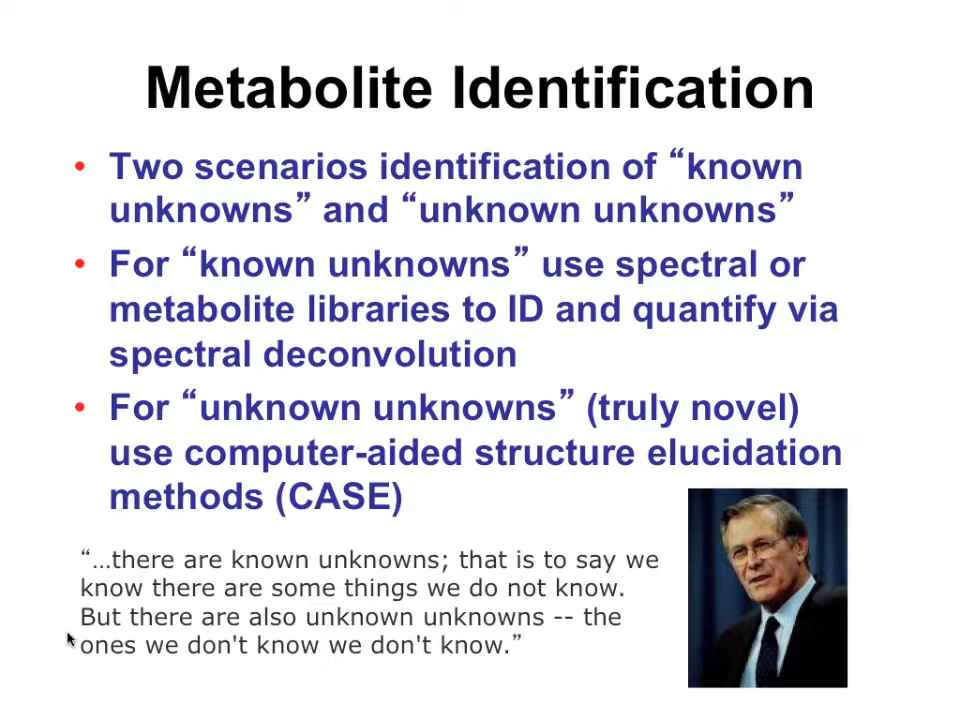 Metabolite Identification
• Two scenarios identification of “known
unknowns” and “unknown unknowns”
• For “known unknowns” use spectral or
metabolite libraries to ID and quantify via
spectral deconvolution
• For “unknown unknowns” (truly novel)
use computer-aided structure elucidation
methods (CASE)
“…there are known unknowns; that is to say we
know there are some things we do not know.
But there are also unknown unknowns -- the
ones we don't know we don't know.”